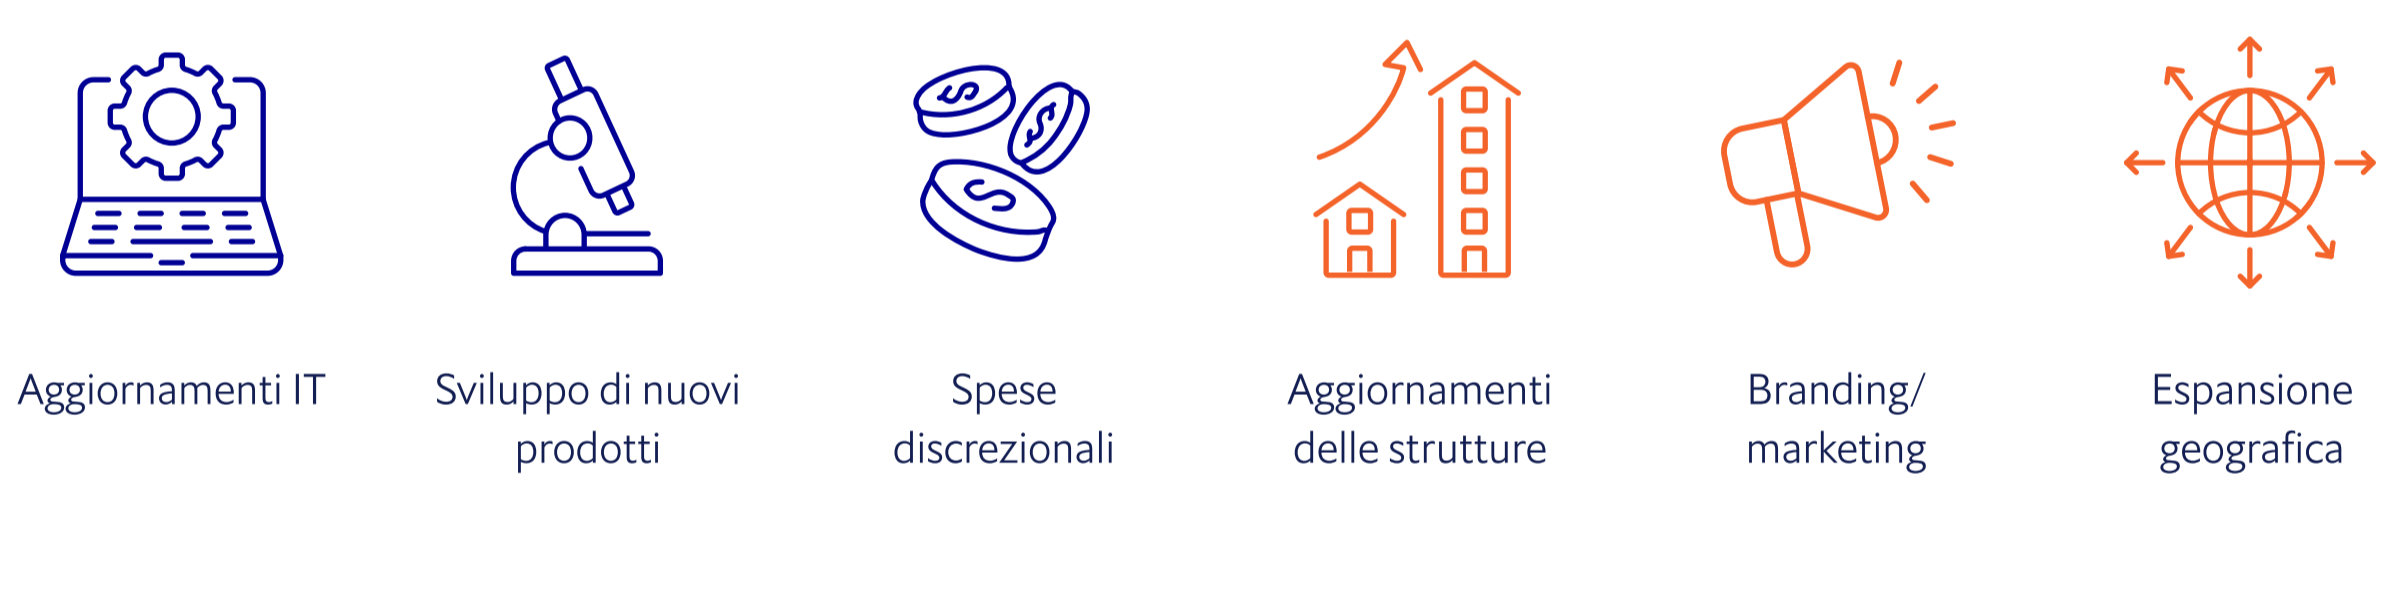 Aggiornamenti IT
Sviluppo di nuovi
prodotti
Spese
discrezionali
Aggiornamenti
delle strutture
Branding/
marketing
Espansione
geografica